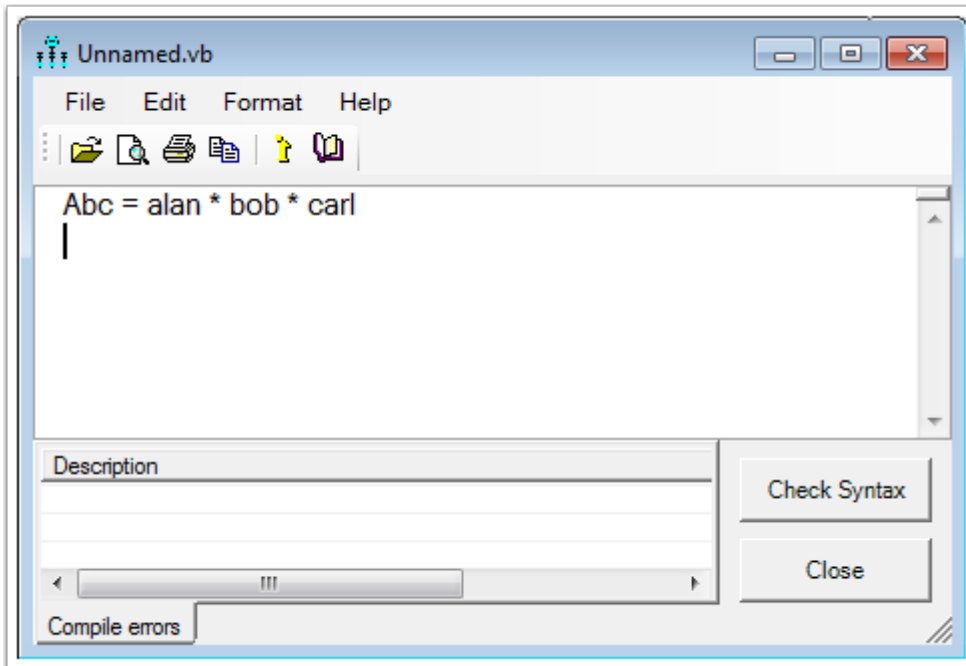 Unnamed.vb
File Edit Format Help
Abc = alan * bob * carl
Description
Check Syntax
Close
Compile errors